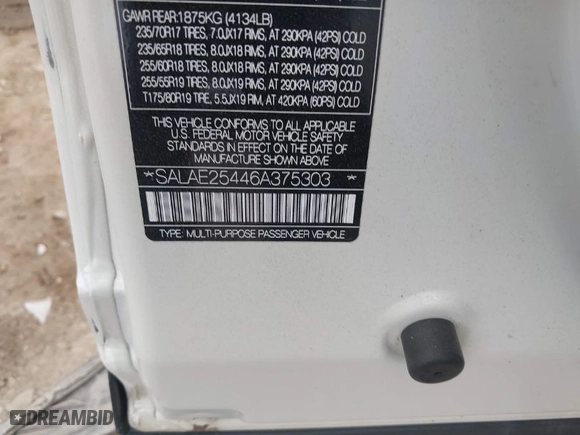 GAWR REAR:1875KG (4134LB)
235/70R17 TIRES, 7.0JX17 RIMS, AT 290KPA (42PSI) COLD
235/65R18 TIRES, 8.0JX18 RIMS, AT 290KPA (42PSI) COLD
255/60R18 TIRES, 8.0JX18 RIMS, AT 290KPA (42PSI) COLD
255/55R19 TIRES, 8.0JX19 RIMS, AT 290KPA (42PSI) COLD
T175/80R19 TIRE, 5.5JX19 RIM, AT 420KPA (60PSI) COLD
THIS VEHICLE CONFORMS TO ALL APPLICABLE
U.S. FEDERAL MOTOR VEHICLE SAFETY
STANDARDS IN EFFECT ON THE DATE OF
MANUFACTURE SHOWN ABOVE
*SALAE25446A375303*
TYPE: MULTI-PURPOSE PASSENGER VEHICLE
DREAMBID